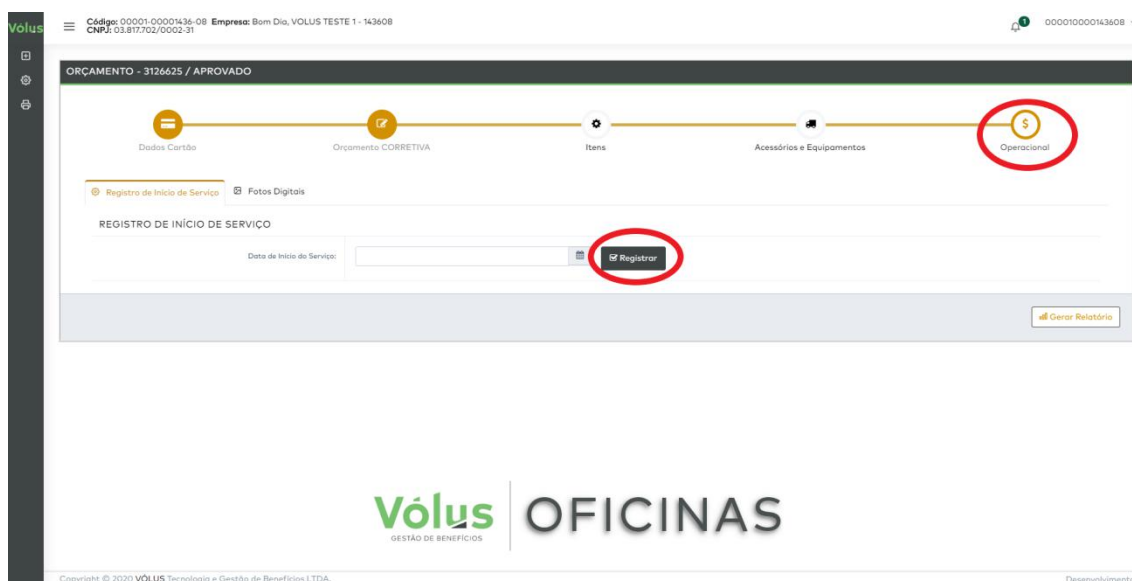 Vólus
Código: 00001-00001436-08 Empresa: Bom Dia, VOLUS TESTE 1 - 143608
CNPJ: 03.817.702/0002-31
1
000010000143608
ORÇAMENTO - 3126625 / APROVADO
Dados Cartão
Orçamento CORRETIVA
Itens
Acessórios e Equipamentos
Operacional
Registro de Início de Serviço
Fotos Digitais
REGISTRO DE INÍCIO DE SERVIÇO
Data de Início do Serviço:
Registrar
Gerar Relatório
Vólus
GESTÃO DE BENEFÍCIOS
OFICINAS
Copyright © 2020 VÓLUS Tecnologia e Gestão de Benefícios LTDA.
Desenvolvimento